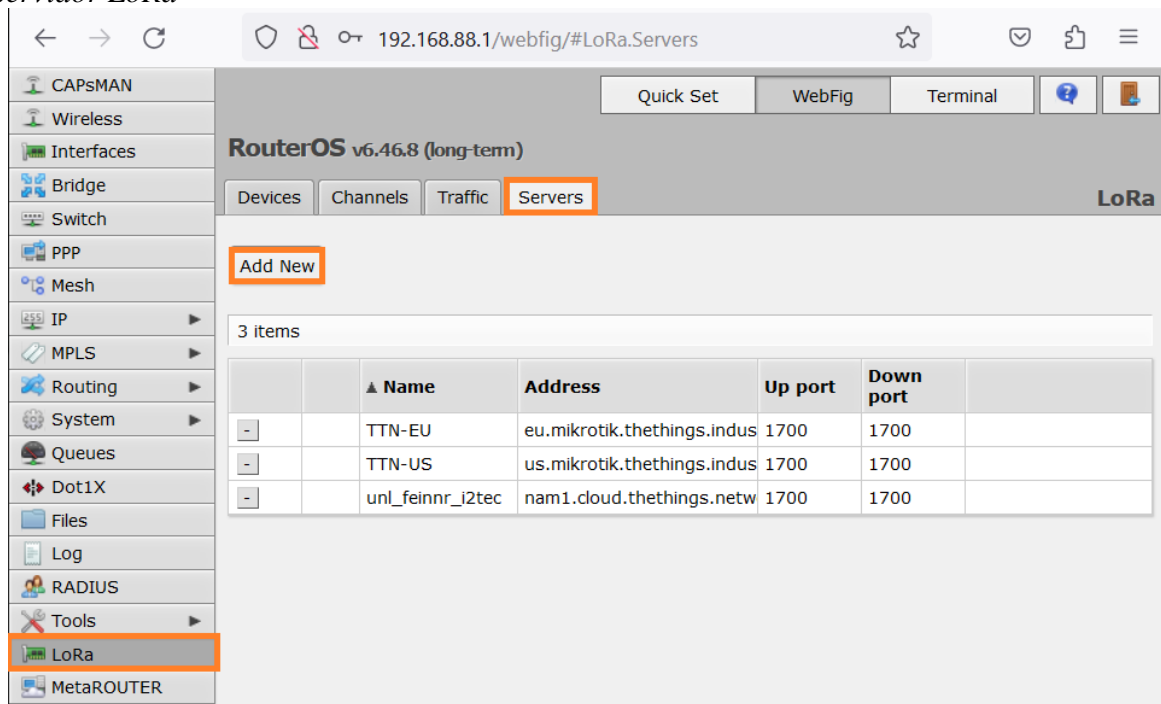 servidor LoRa
192.168.88.1/webfig/#LoRa.Servers
CAPsMAN
Wireless
Interfaces
Bridge
Switch
PPP
Mesh
IP
MPLS
Routing
System
Queues
Dot1X
Files
Log
RADIUS
Tools
LoRa
MetaROUTER
Quick Set WebFig Terminal
RouterOS v6.46.8 (long-term)
Devices Channels Traffic Servers LoRa
Add New
3 items
▲ Name Address Up port Down port
- TTN-EU eu.mikrotik.thethings.indus 1700 1700
- TTN-US us.mikrotik.thethings.indus 1700 1700
- unl_feinnr_i2tec nam1.cloud.thethings.netw 1700 1700